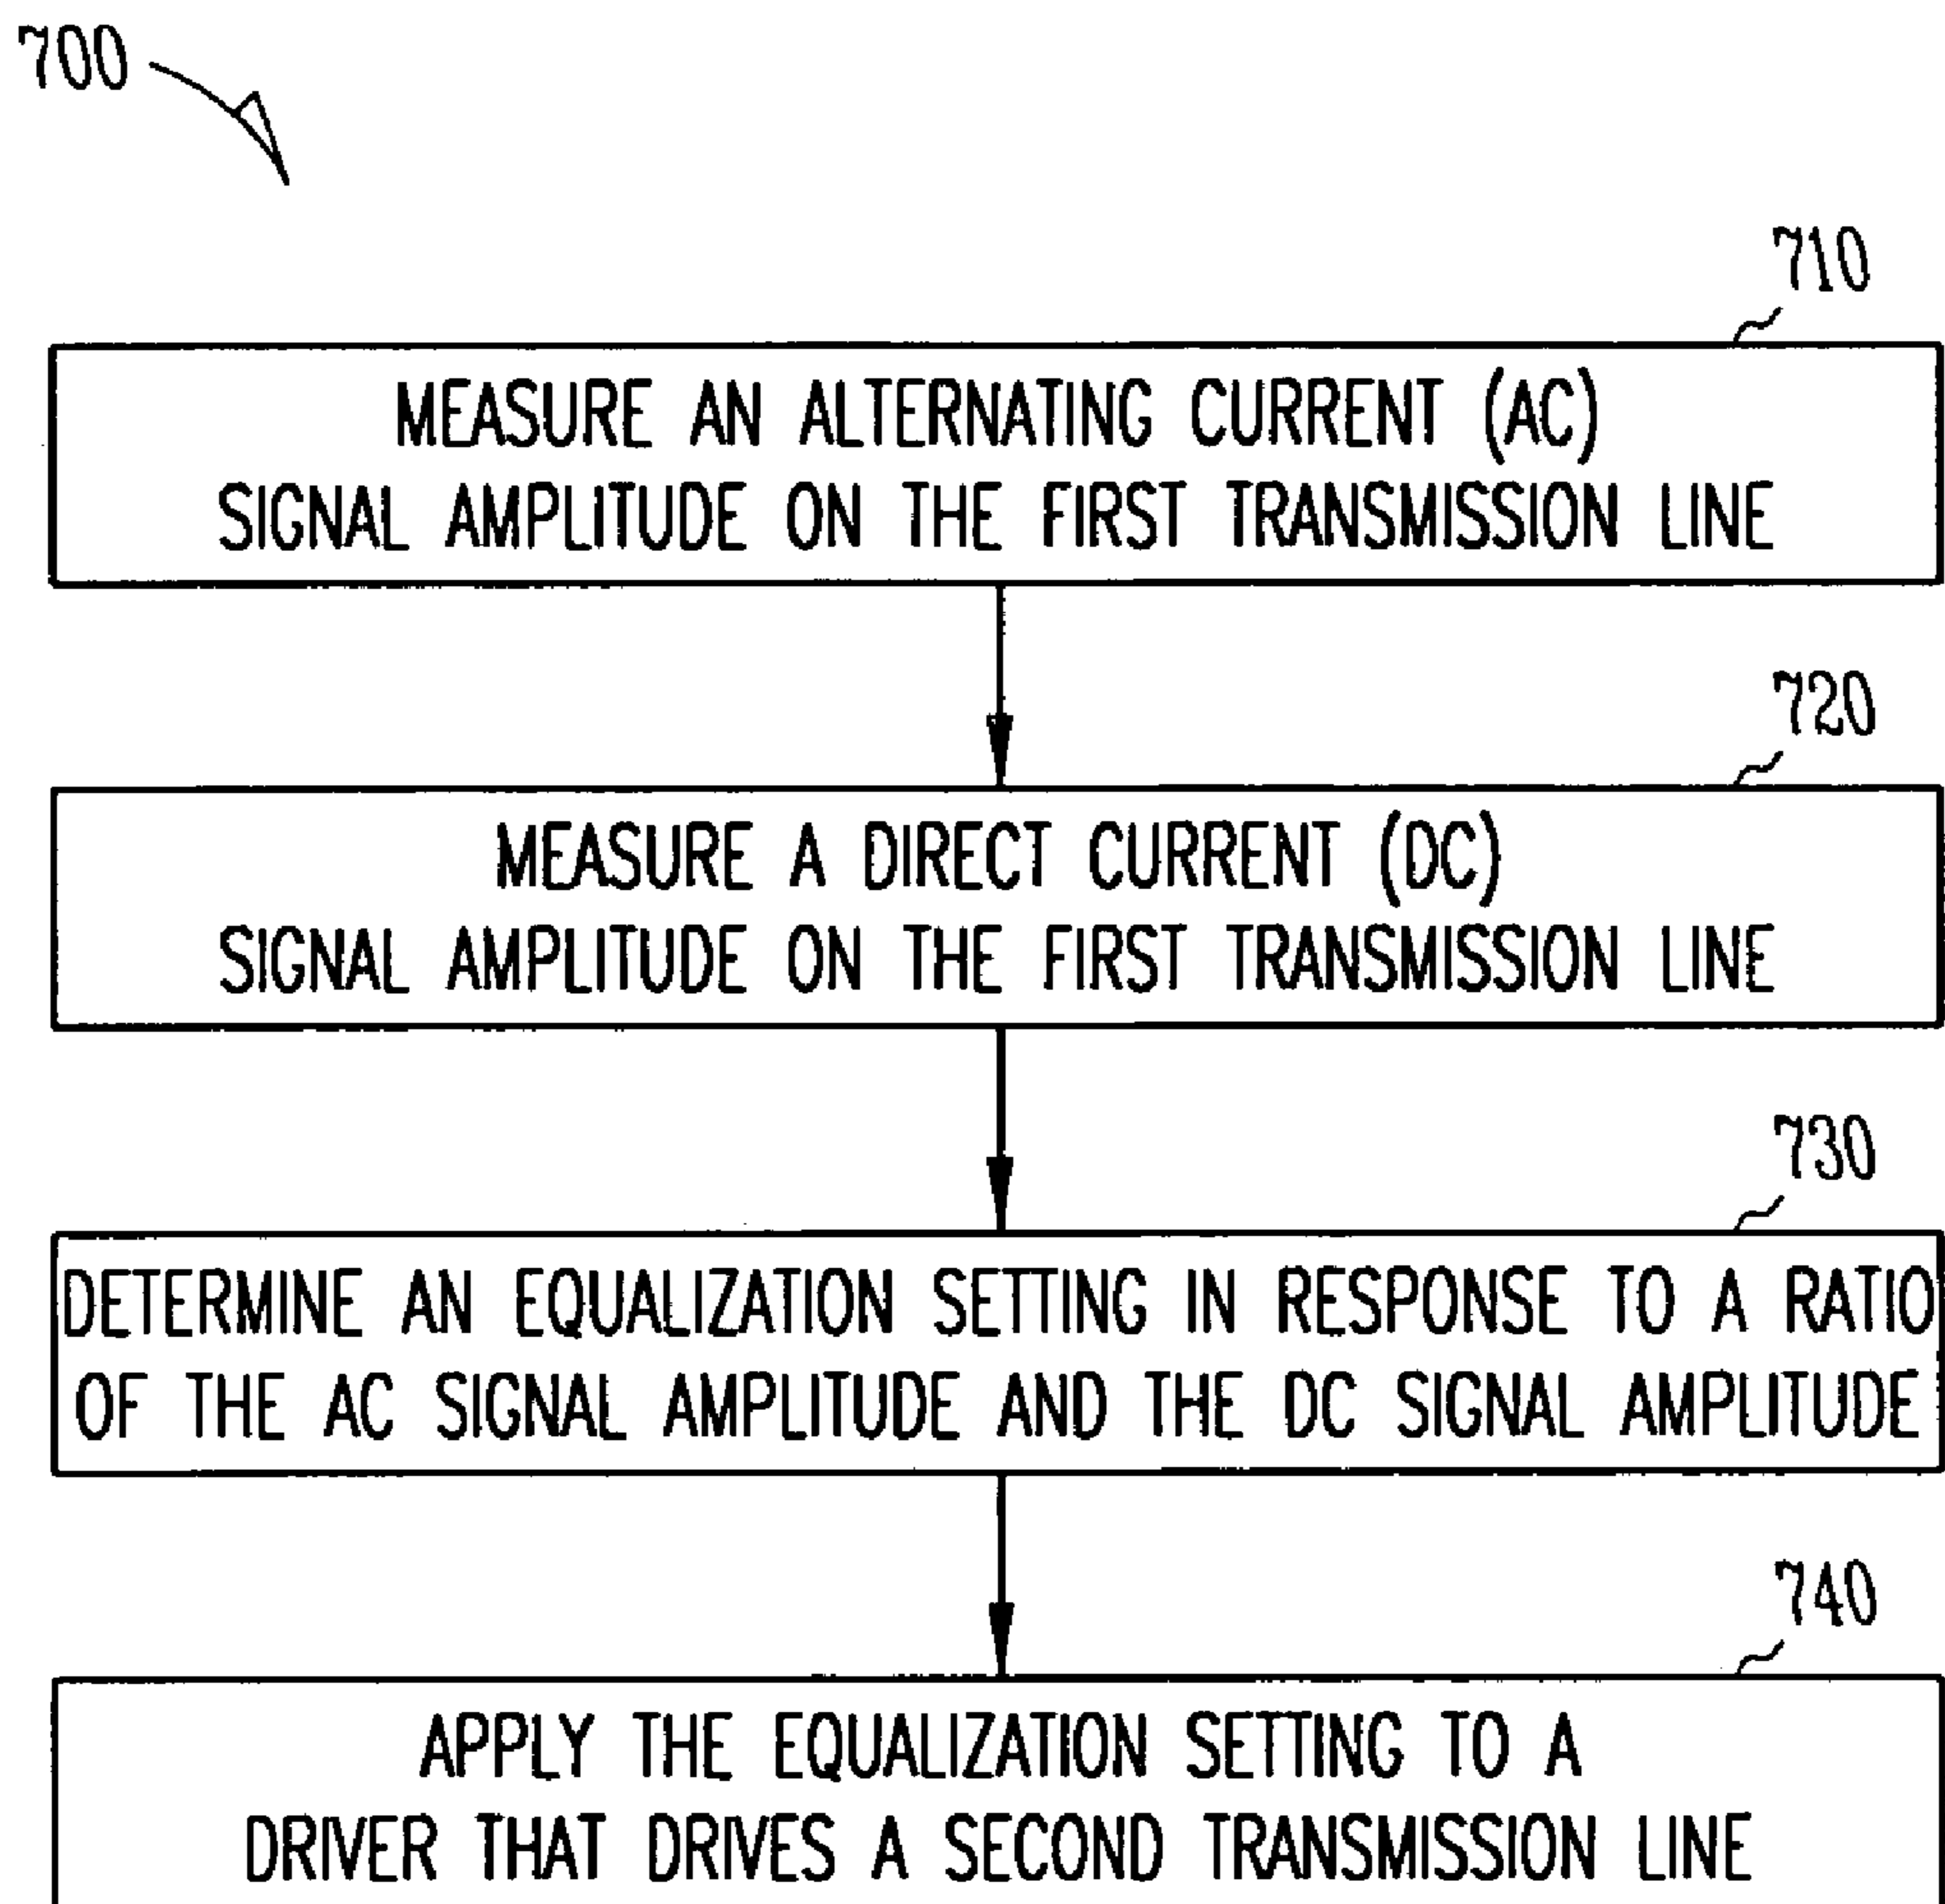 700
710
MEASURE AN ALTERNATING CURRENT (AC)
SIGNAL AMPLITUDE ON THE FIRST TRANSMISSION LINE
720
MEASURE A DIRECT CURRENT (DC)
SIGNAL AMPLITUDE ON THE FIRST TRANSMISSION LINE
730
DETERMINE AN EQUALIZATION SETTING IN RESPONSE TO A RATIO
OF THE AC SIGNAL AMPLITUDE AND THE DC SIGNAL AMPLITUDE
740
APPLY THE EQUALIZATION SETTING TO A
DRIVER THAT DRIVES A SECOND TRANSMISSION LINE